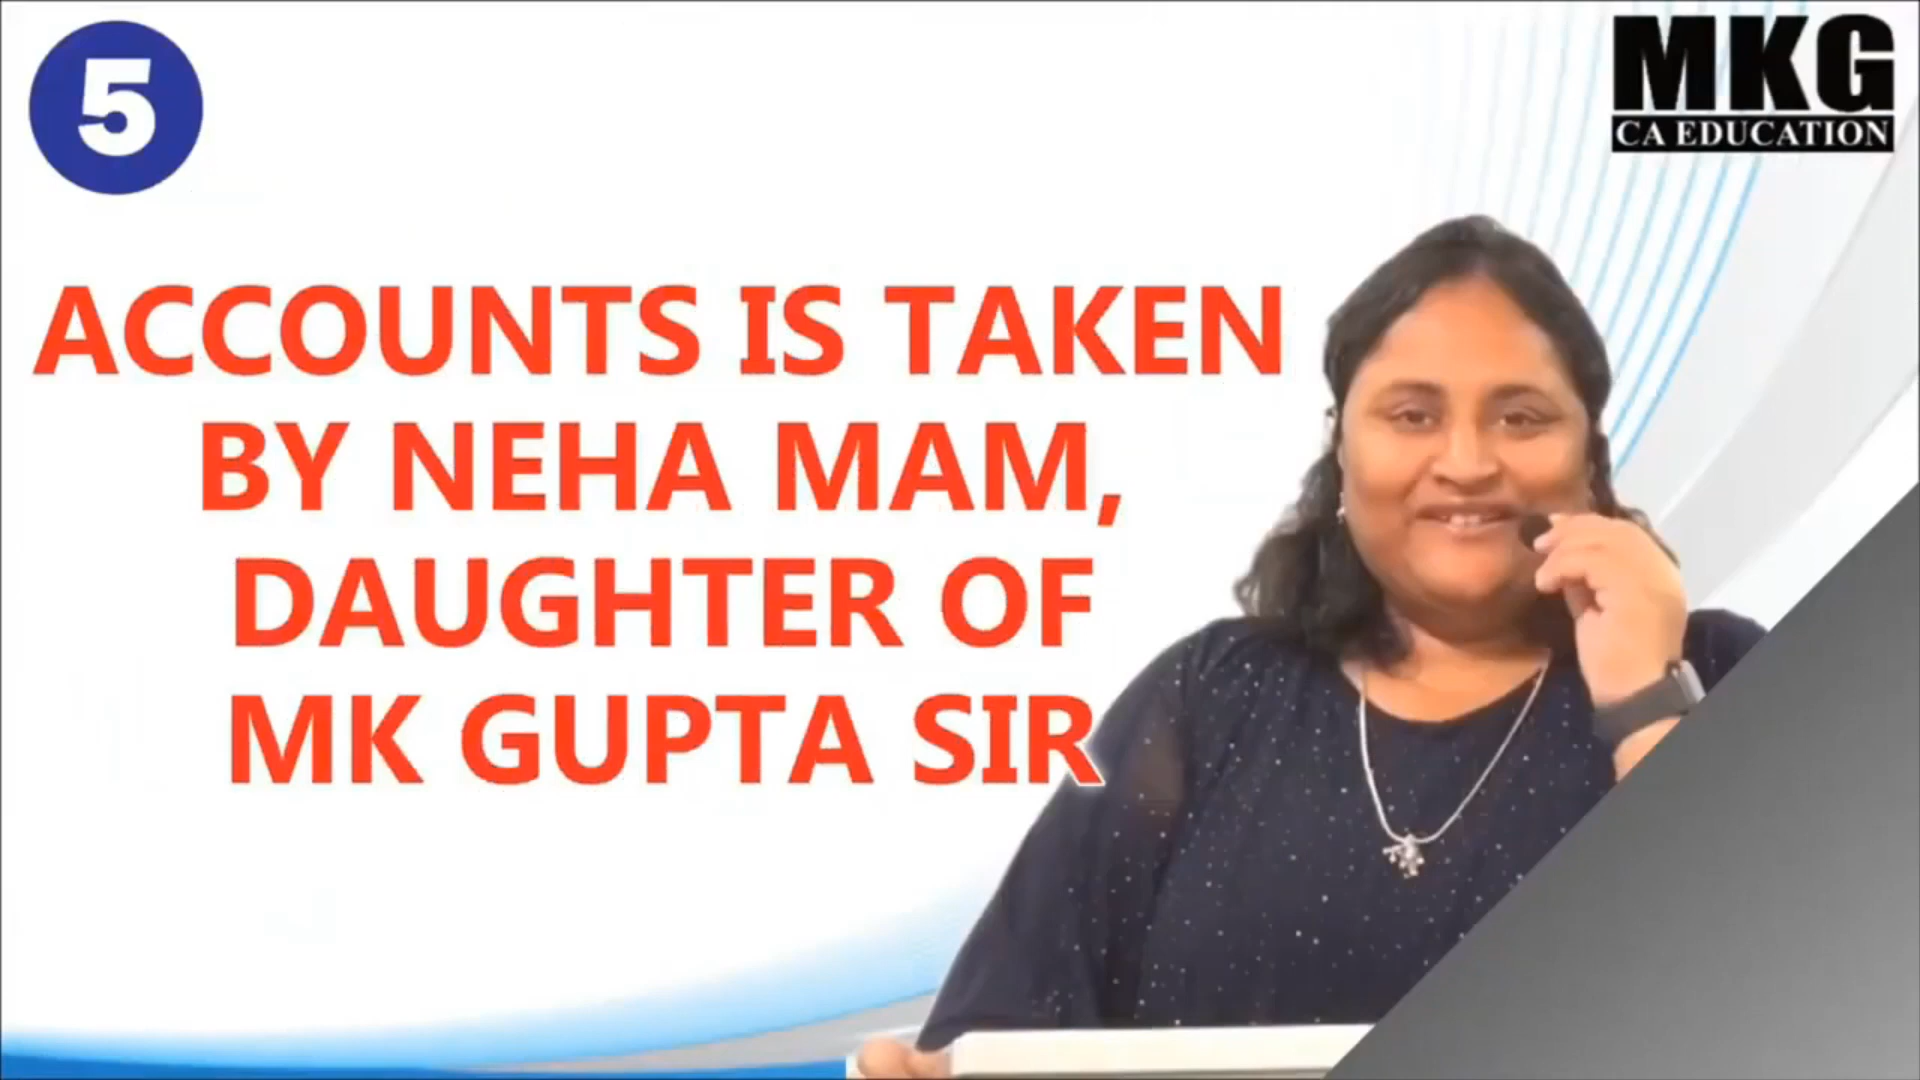 5
MKG
CA EDUCATION
ACCOUNTS IS TAKEN
BY NEHA MAM,
DAUGHTER OF
MK GUPTA SIR